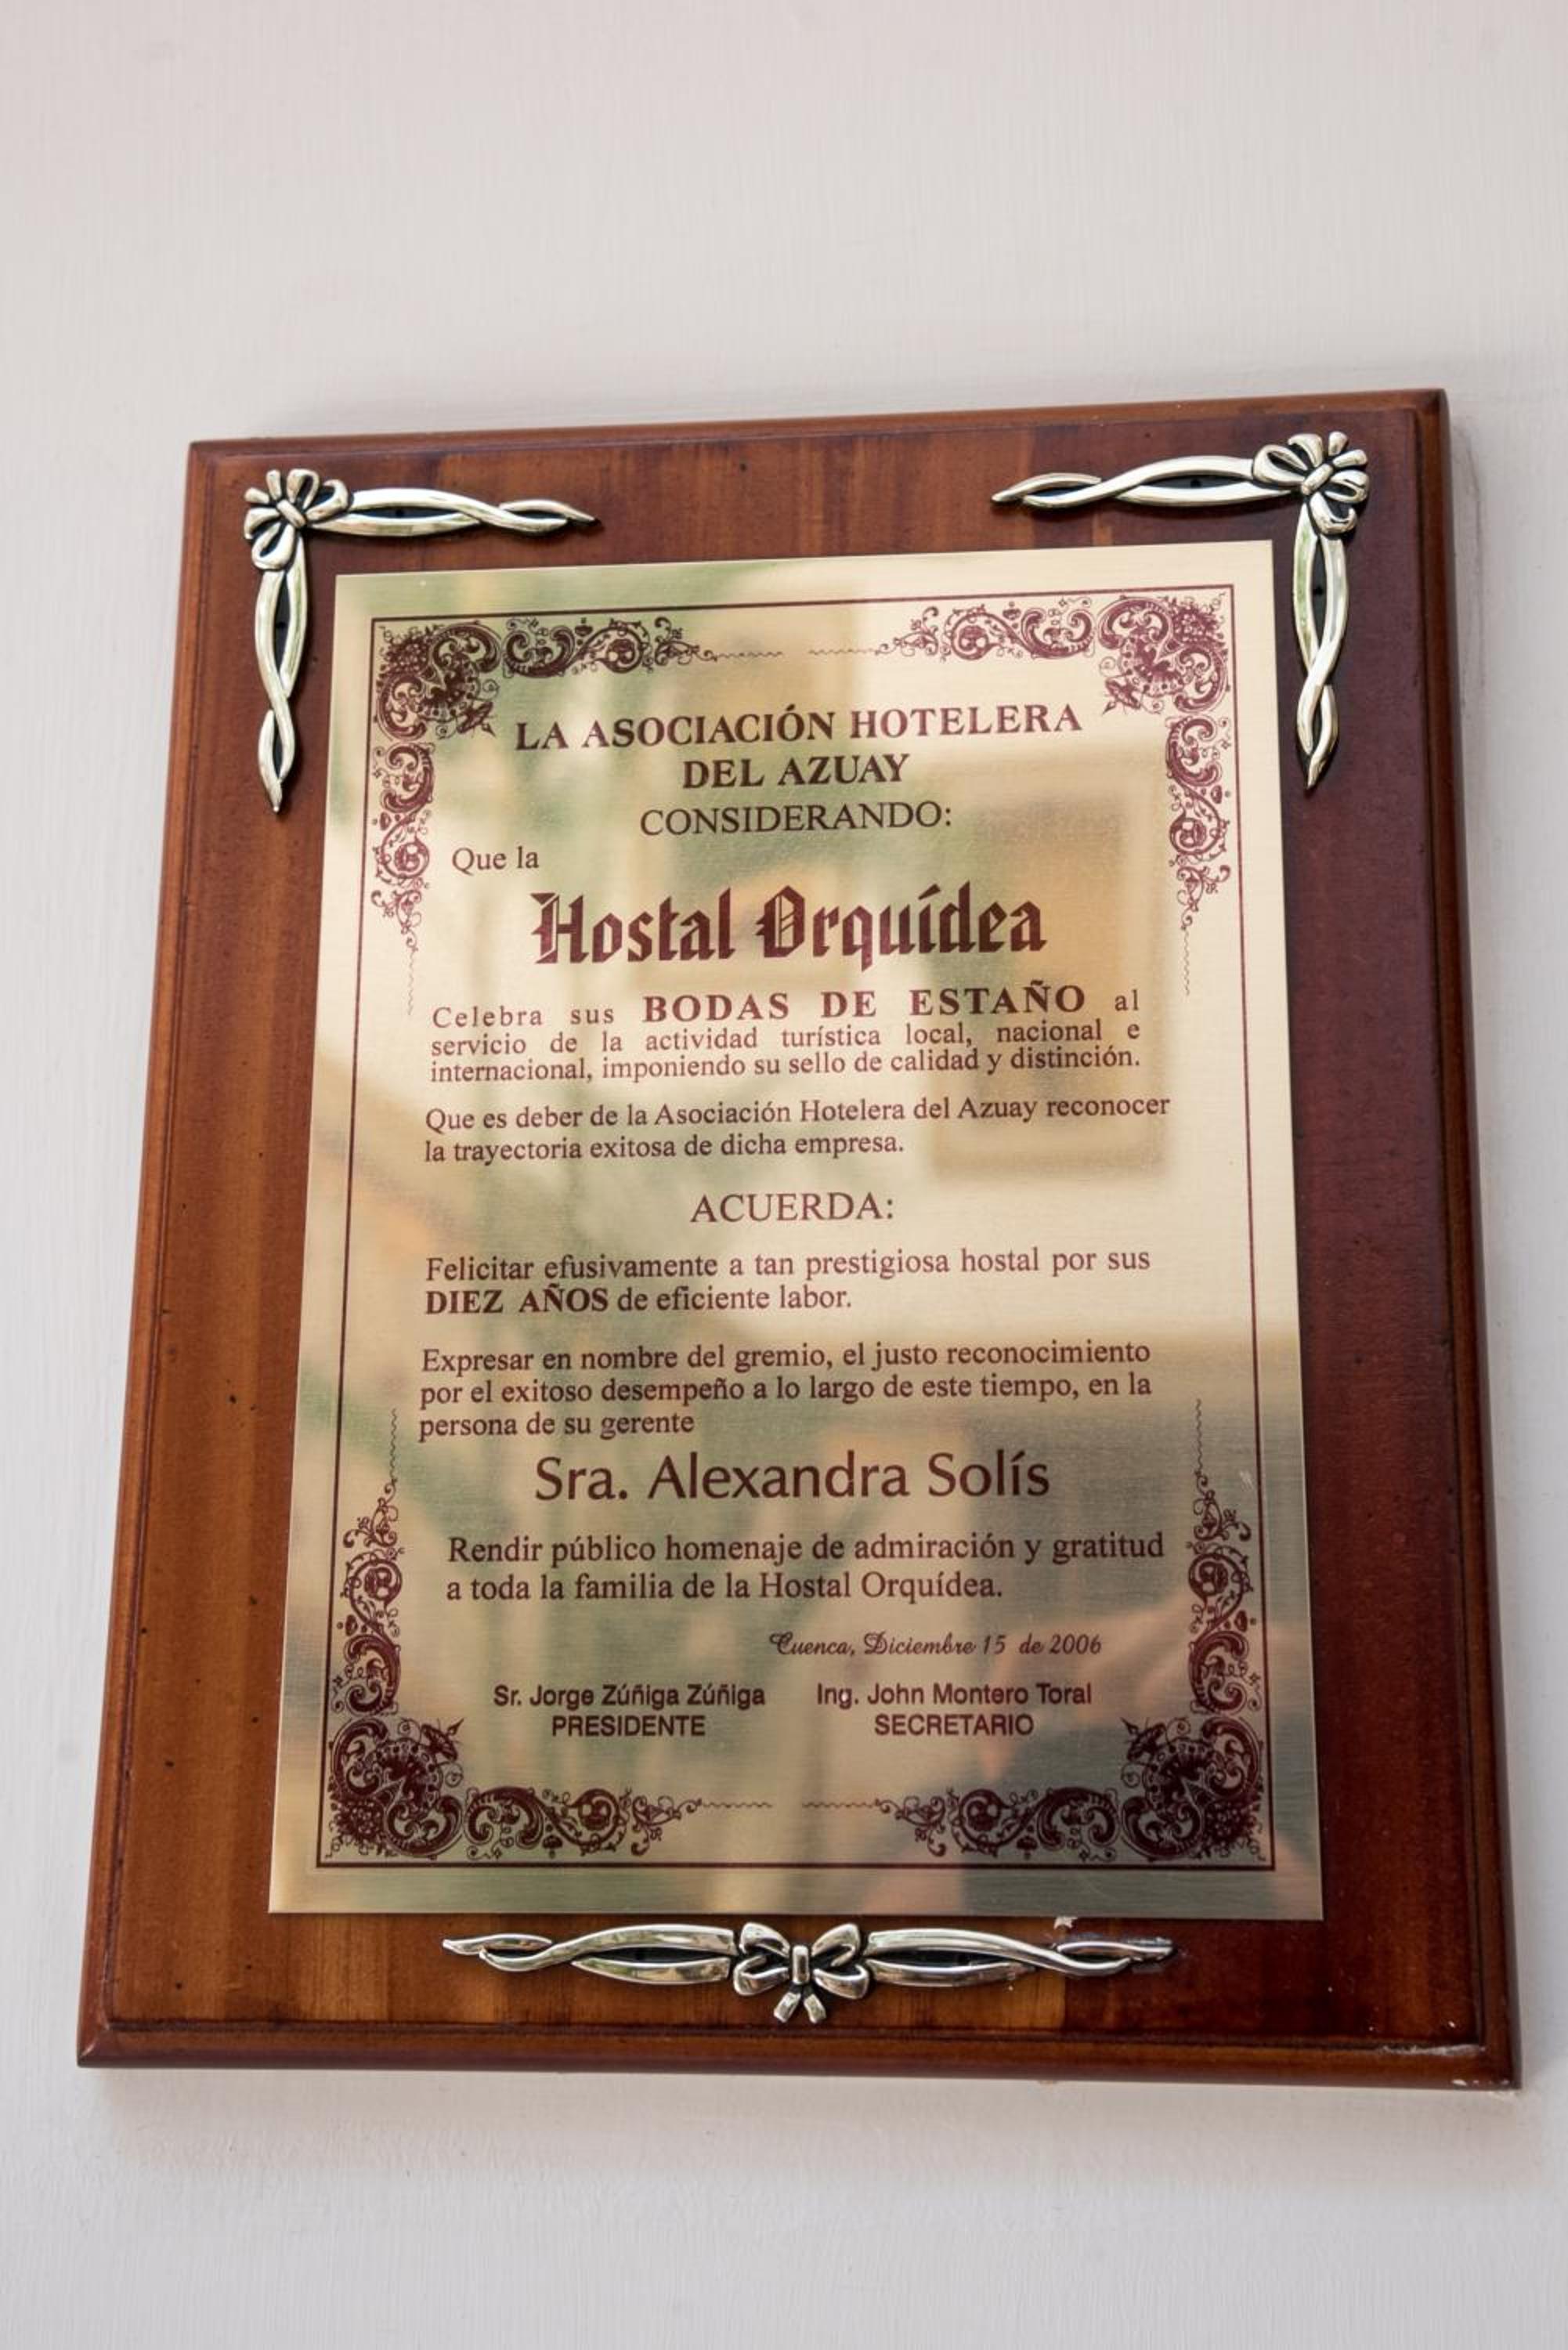 LA ASOCIACIÓN HOTELERA
DEL AZUAY
CONSIDERANDO:
Que la
Hostal Orquídea
Celebra sus BODAS DE ESTAÑO al
servicio de la actividad turística local, nacional e
internacional, imponiendo su sello de calidad y distinción.
Que es deber de la Asociación Hotelera del Azuay reconocer
la trayectoria exitosa de dicha empresa.
ACUERDA:
Felicitar efusivamente a tan prestigiosa hostal por sus
DIEZ AÑOS de eficiente labor.
Expresar en nombre del gremio, el justo reconocimiento
por el exitoso desempeño a lo largo de este tiempo, en la
persona de su gerente
Sra. Alexandra Solís
Rendir público homenaje de admiración y gratitud
a toda la familia de la Hostal Orquídea.
Cuenca, Diciembre 15 de 2006
Sr. Jorge Zúñiga Zúñiga Ing. John Montero Toral
PRESIDENTE SECRETARIO